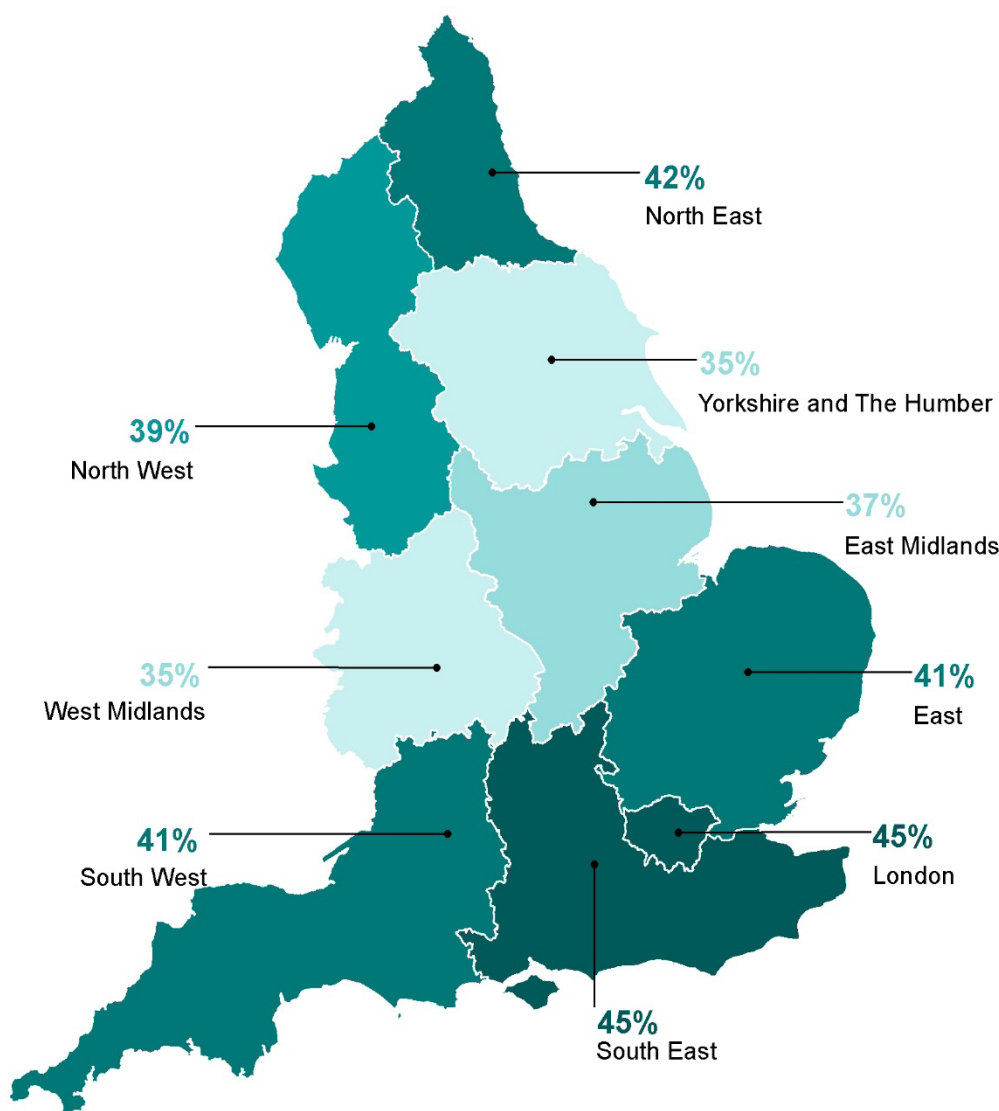 42%
North East
35%
Yorkshire and The Humber
39%
North West
37%
East Midlands
35%
West Midlands
41%
East
41%
South West
45%
London
45%
South East